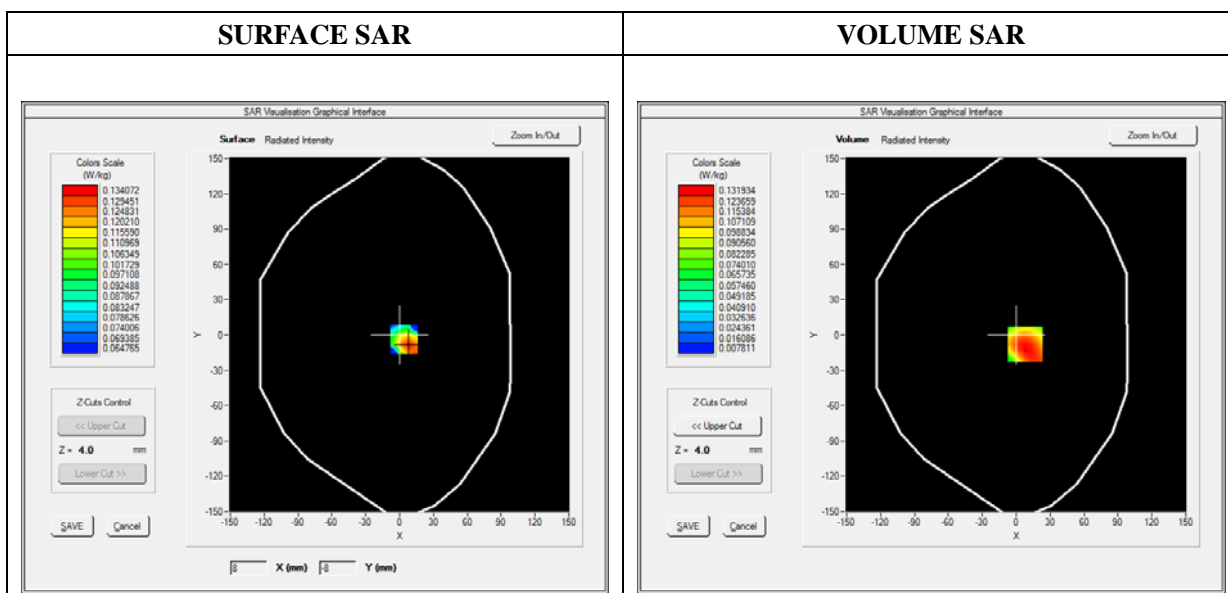 SURFACE SAR
VOLUME SAR
SAR Visualisation Graphical Interface
Surface Radiated Intensity
Zoom In/Out
Colors Scale
(W/kg)
0.134072
0.129451
0.124831
0.120210
0.115590
0.110969
0.106349
0.101729
0.097108
0.092488
0.087867
0.083247
0.078626
0.074006
0.069385
0.064765
150
120
90
60
30
0
-30
-60
-90
-120
-150
Y
-150 -120 -90 -60 -30 0 30 60 90 120 150
X
Z-Cuts Control
<< Upper Cut
Z = 4.0 mm
Lower Cut >>
SAVE Cancel
8 X (mm) -8 Y (mm)
SAR Visualisation Graphical Interface
Volume Radiated Intensity
Zoom In/Out
Colors Scale
(W/kg)
0.131934
0.123659
0.115384
0.107109
0.098834
0.090560
0.082285
0.074010
0.065735
0.057460
0.049185
0.040910
0.032636
0.024361
0.016086
0.007811
150
120
90
60
30
0
-30
-60
-90
-120
-150
Y
-150 -120 -90 -60 -30 0 30 60 90 120 150
X
Z-Cuts Control
<< Upper Cut
Z = 4.0 mm
Lower Cut >>
SAVE Cancel